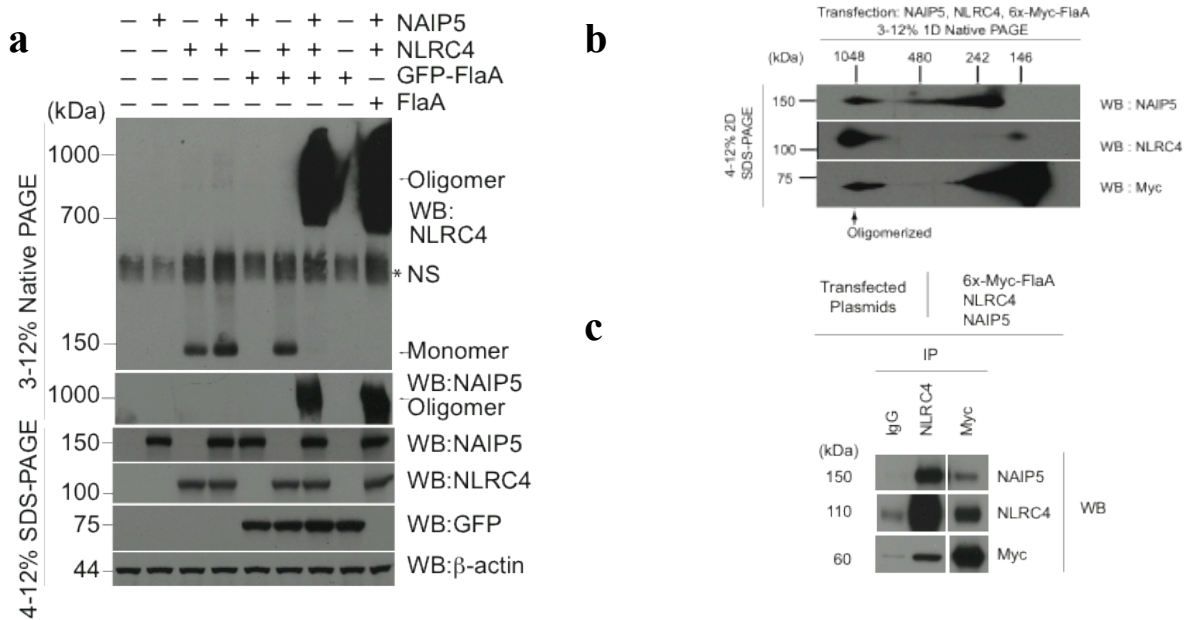 a
− + − + + − + − + NAIP5
− − + + − + + − + NLRC4
− − − − + + + + − GFP-FlaA
− − − − − − − − + FlaA
(kDa)
3-12% Native PAGE
1000
Oligomer
WB:
NLRC4
700
* NS
150
Monomer
WB:NAIP5
1000
Oligomer
4-12% SDS-PAGE
150
WB:NAIP5
WB:NLRC4
100
75
WB:GFP
44
WB:β-actin
b
Transfection: NAIP5, NLRC4, 6x-Myc-FlaA
3-12% 1D Native PAGE
(kDa) 1048 480 242 146
4-12% 2D
SDS-PAGE
150
WB : NAIP5
100
WB : NLRC4
75
WB : Myc
Oligomerized
c
Transfected
Plasmids
6x-Myc-FlaA
NLRC4
NAIP5
IP
IgG
NLRC4
Myc
(kDa)
150 NAIP5
110 NLRC4
60 Myc
WB